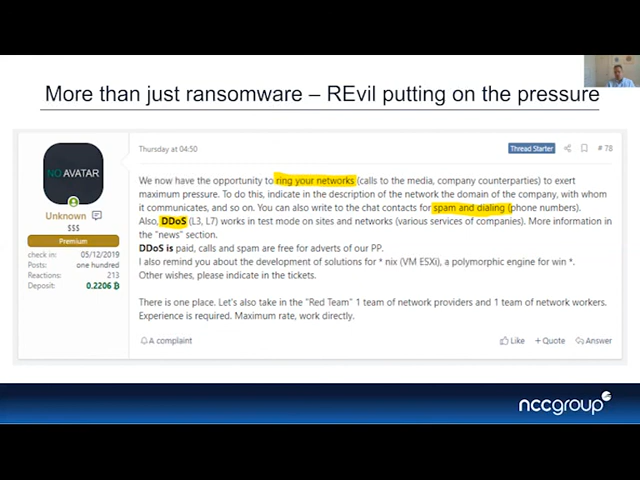 More than just ransomware – REvil putting on the pressure
NO AVATAR
Unknown
$$$
Premium
check in: 05/12/2019
Posts: one hundred
Reactions: 213
Deposit: 0.2206 ₿
Thursday at 04:50
Thread Starter
# 78
We now have the opportunity to ring your networks (calls to the media, company counterparties) to exert
maximum pressure. To do this, indicate in the description of the network the domain of the company, with whom
it communicates, and so on. You can also write to the chat contacts for spam and dialing (phone numbers).
Also, DDoS (L3, L7) works in test mode on sites and networks (various services of companies). More information in
the "news" section.
DDoS is paid, calls and spam are free for adverts of our PP.
I also remind you about the development of solutions for * nix (VM ESXi), a polymorphic engine for win *.
Other wishes, please indicate in the tickets.
There is one place. Let's also take in the "Red Team" 1 team of network providers and 1 team of network workers.
Experience is required. Maximum rate, work directly.
A complaint
Like
+ Quote
Answer
nccgroup